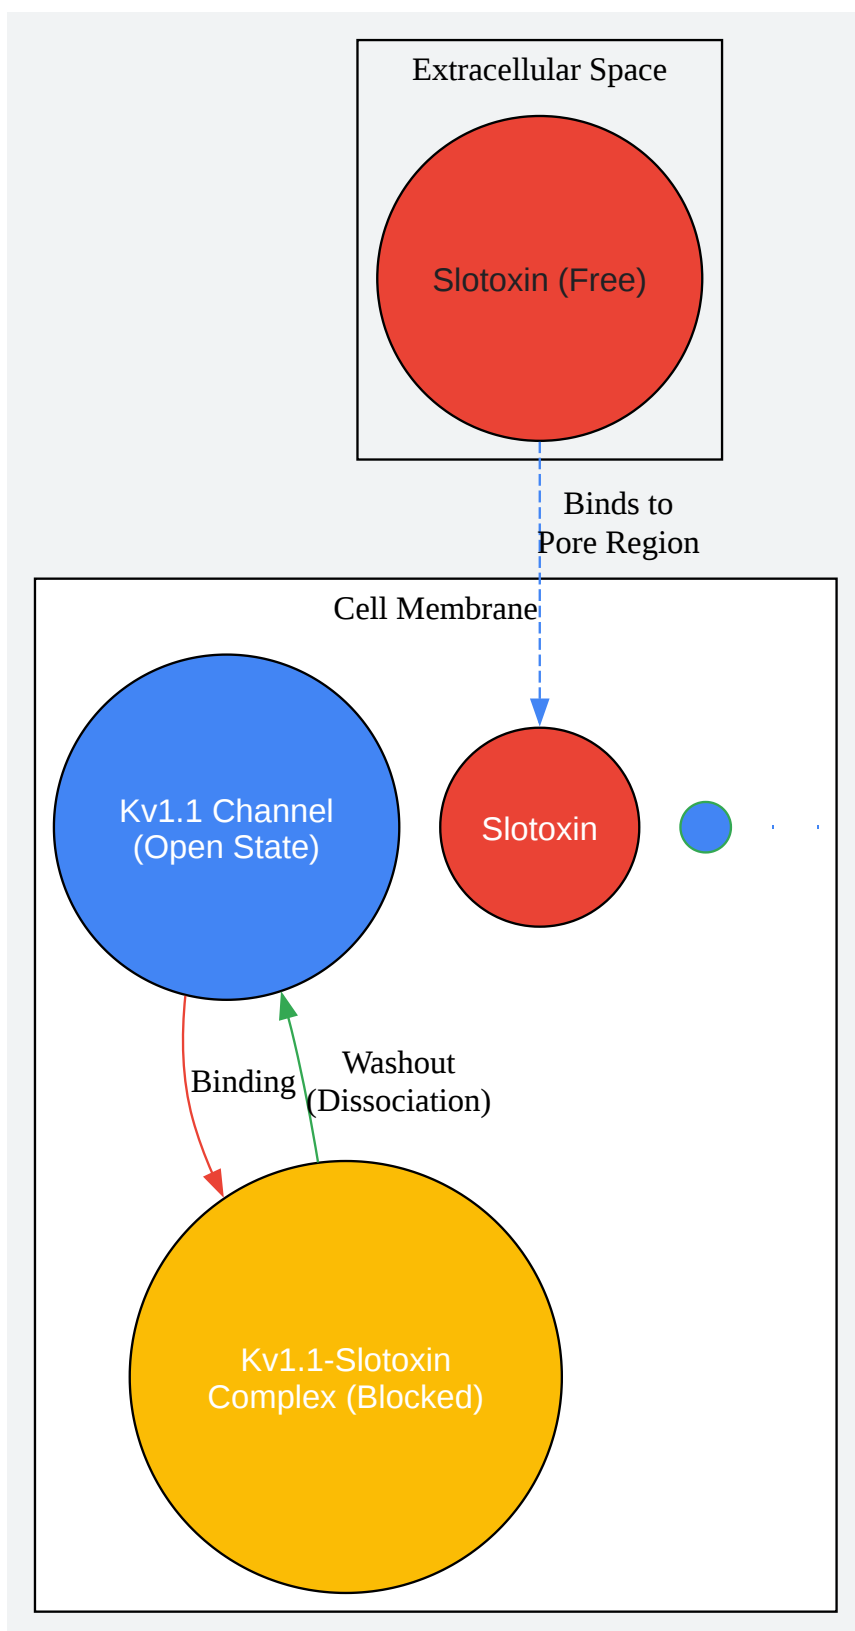 Extracellular Space
Slotoxin (Free)
Binds to
Pore Region
Cell Membrane
Kv1.1 Channel
(Open State)
Slotoxin
Binding
Washout
(Dissociation)
Kv1.1-Slotoxin
Complex (Blocked)